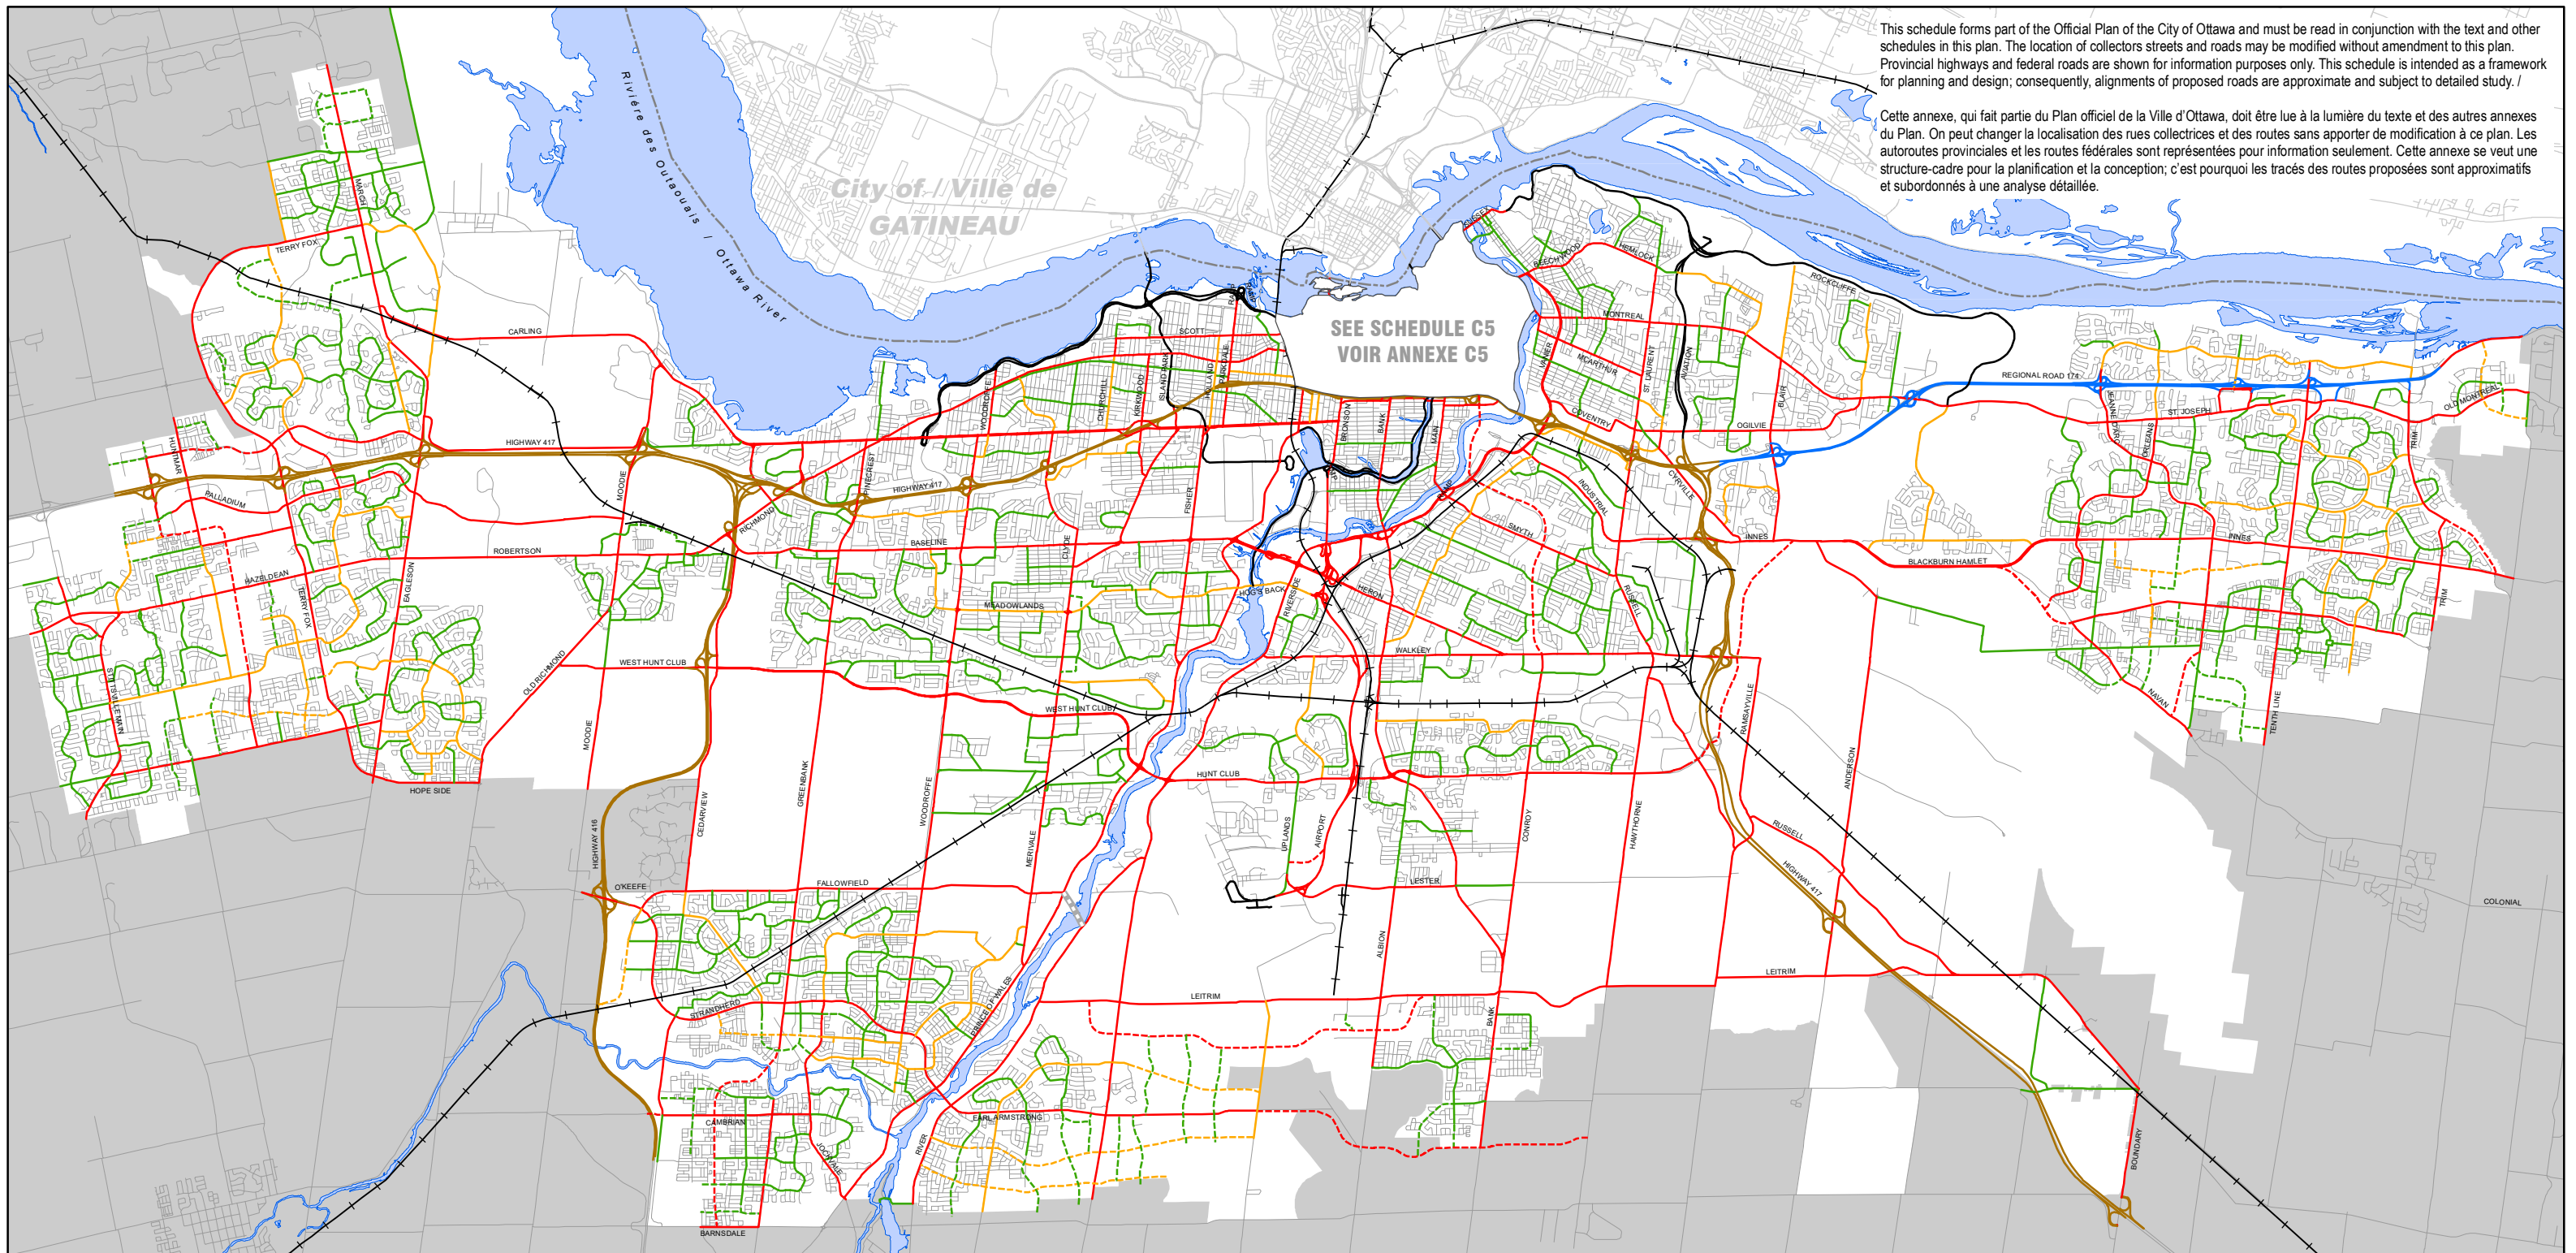 This schedule forms part of the Official Plan of the City of Ottawa and must be read in conjunction with the text and other
schedules in this plan. The location of collectors streets and roads may be modified without amendment to this plan.
Provincial highways and federal roads are shown for information purposes only. This schedule is intended as a framework
for planning and design; consequently, alignments of proposed roads are approximate and subject to detailed study. /
Cette annexe, qui fait partie du Plan officiel de la Ville d'Ottawa, doit être lue à la lumière du texte et des autres annexes
du Plan. On peut changer la localisation des rues collectrices et des routes sans apporter de modification à ce plan. Les
autoroutes provinciales et les routes fédérales sont représentées pour information seulement. Cette annexe se veut une
structure-cadre pour la planification et la conception; c'est pourquoi les tracés des routes proposées sont approximatifs
et subordonnés à une analyse détaillée.
Rivière des Outaouais / Ottawa River
City of / Ville de
GATINEAU
SEE SCHEDULE C5
VOIR ANNEXE C5
MARCH
TERRY FOX
CARLING
SCOTT
BEECHWOOD
HEMLOCK
ROCKCLIFFE
MONTREAL
MCARTHUR
VANIER
ST. LAURENT
AVIATION
BLAIR
REGIONAL ROAD 174
JEANNE D'ARC
ORLEANS
ST. JOSEPH
OLD MONTREAL
TRIM
WOODROFFE
CHURCHILL
KIRKWOOD
ISLAND PARK
HOLLAND
PARKDALE
BRONSON
BANK
MAIN
COVENTRY
OGILVIE
CYRVILLE
HUNTMAR
HIGHWAY 417
MOODIE
PINECREST
HIGHWAY 417
FISHER
PALLADIUM
RICHMOND
INDUSTRIAL
SMYTH
INNES
INNES
BLACKBURN HAMLET
ROBERTSON
BASELINE
CLYDE
HAZELDEAN
TERRY FOX
EAGLESON
MEADOWLANDS
HOG'S BACK
RIVERSIDE
HERON
RUSSELL
TRIM
STITTSVILLE MAIN
OLD RICHMOND
WEST HUNT CLUB
WALKLEY
WEST HUNT CLUB
MOODIE
RAMSAYVILLE
NAVAN
TENTH LINE
HOPE SIDE
GREENBANK
HUNT CLUB
ANDERSON
HIGHWAY 416
CEDARVIEW
WOODROFFE
MERIVALE
UPLANDS
AIRPORT
CONROY
HAWTHORNE
RUSSELL
HIGHWAY 417
O'KEEFE
FALLOWFIELD
LESTER
COLONIAL
ALBION
STRANDHERD
PRINCE OF WALES
LEITRIM
LEITRIM
BANK
CAMBRIAN
JOCKVALE
RIVER
EARL ARMSTRONG
BOUNDARY
BARNSDALE